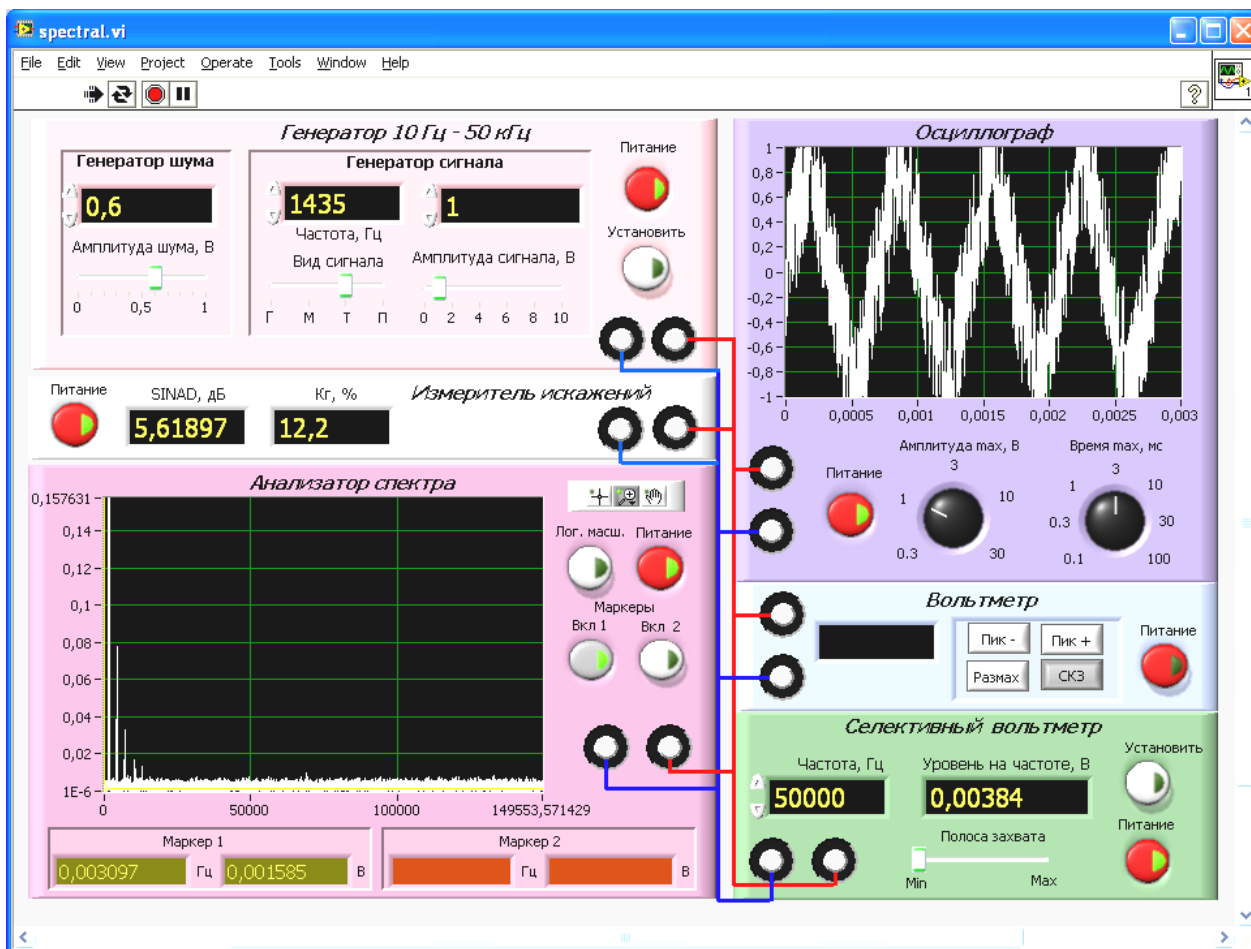 spectral.vi
File Edit View Project Operate Tools Window Help
Генератор 10 Гц - 50 кГц
Генератор шума
0,6
Амплитуда шума, В
0 0,5 1
Генератор сигнала
1435
Частота, Гц
1
Вид сигнала
Амплитуда сигнала, В
Г М Т П
0 2 4 6 8 10
Питание
Установить
Питание
SINAD, дБ
5,61897
Кг, %
12,2
Измеритель искажений
Анализатор спектра
0,157631
0,14
0,12
0,1
0,08
0,06
0,04
0,02
1E-6
0 50000 100000 149553,571429
Лог. масш. Питание
Маркеры
Вкл 1 Вкл 2
Маркер 1
0,003097 Гц 0,001585 В
Маркер 2
Гц В
Осциллограф
1
0,8
0,6
0,4
0,2
0
-0,2
-0,4
-0,6
-0,8
-1
0 0,0005 0,001 0,0015 0,002 0,0025 0,003
Питание
Амплитуда max, В
0.3 1 3 10 30
Время max, мс
0.1 0.3 1 3 10 30 100
Вольтметр
Пик - Пик +
Размах СКЗ
Питание
Селективный вольтметр
Частота, Гц
50000
Уровень на частоте, В
0,00384
Установить
Полоса захвата
Min Max
Питание